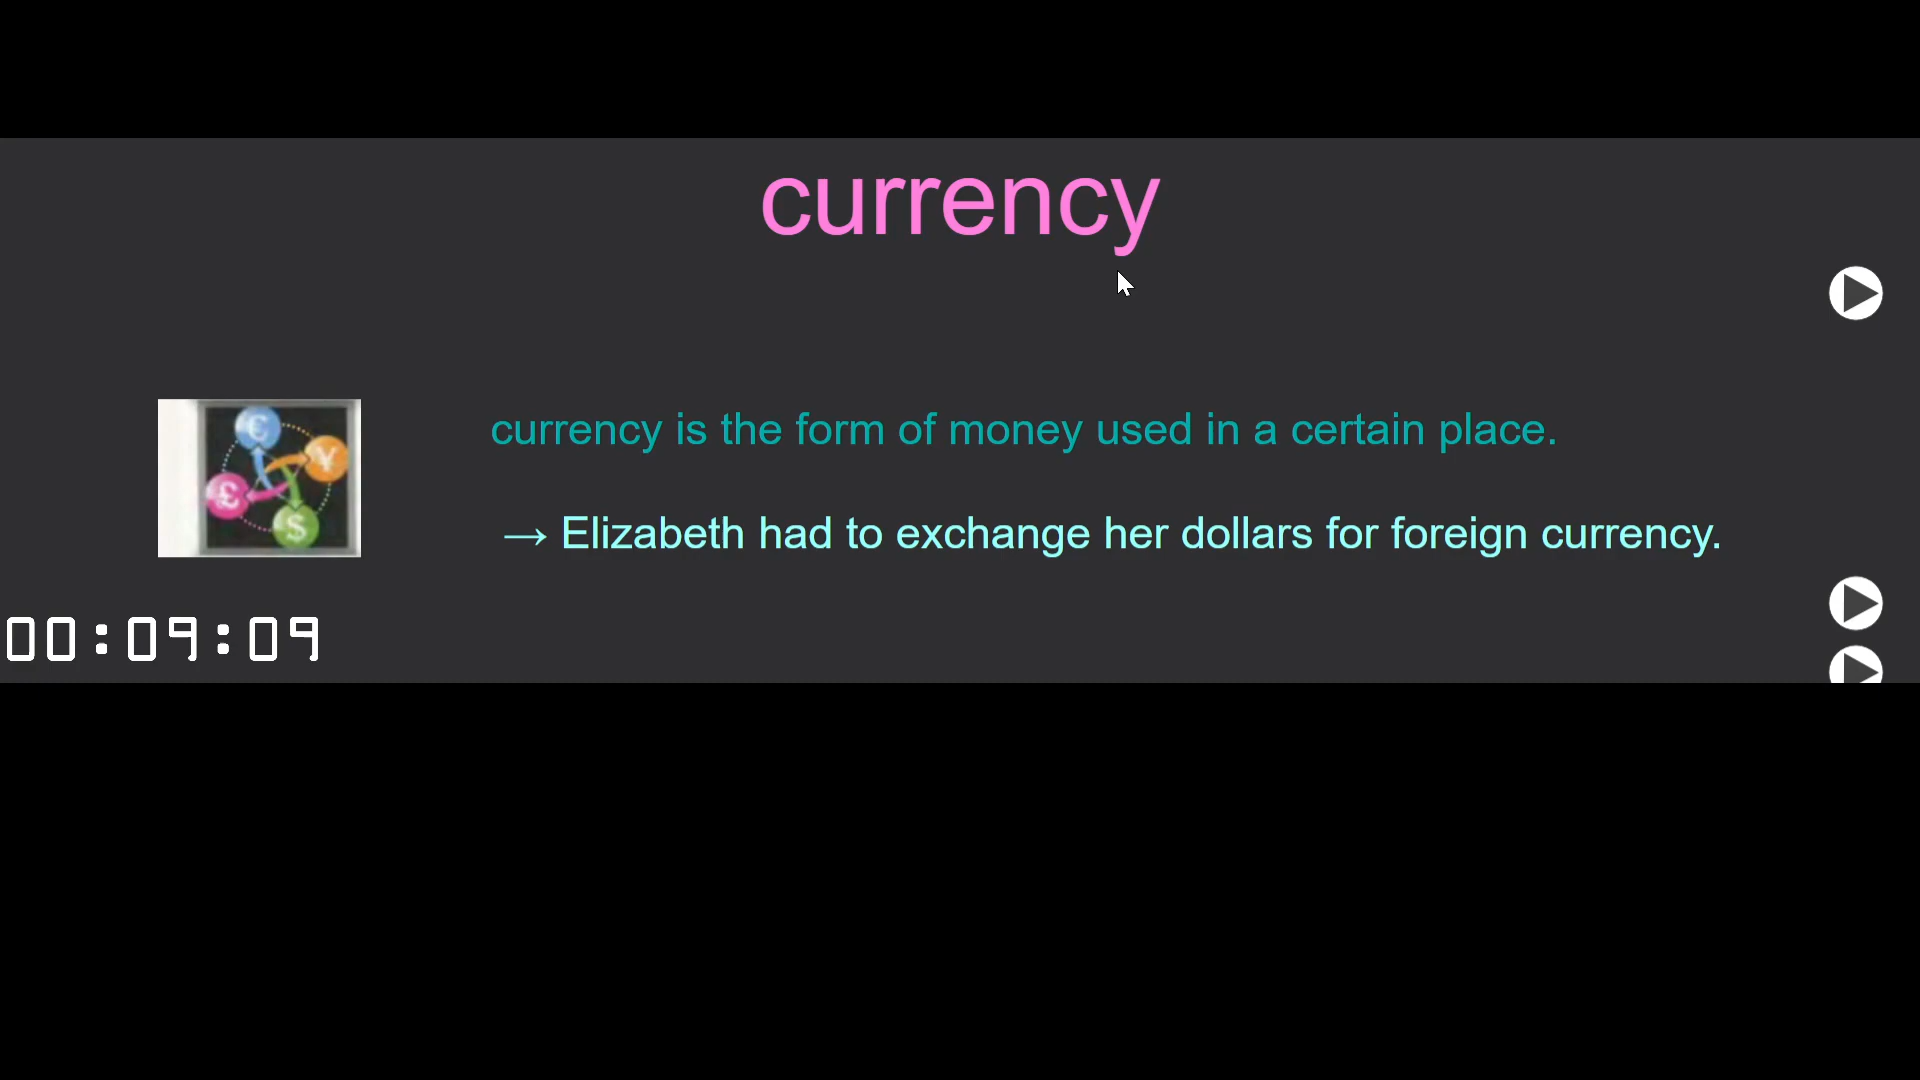 currency
€
¥
£
$
currency is the form of money used in a certain place.
→ Elizabeth had to exchange her dollars for foreign currency.
00:09:09